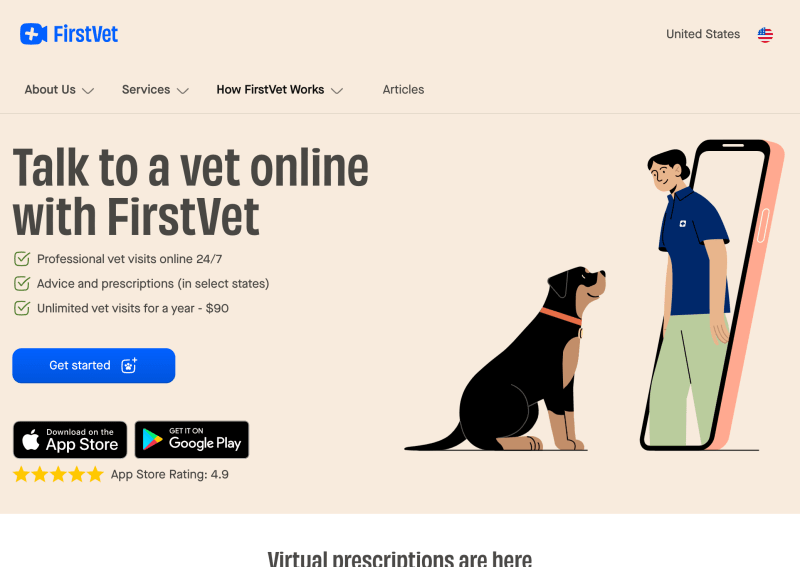 FirstVet
United States
About Us
Services
How FirstVet Works
Articles
Talk to a vet online
with FirstVet
Professional vet visits online 24/7
Advice and prescriptions (in select states)
Unlimited vet visits for a year - $90
Get started
Download on the
App Store
GET IT ON
Google Play
App Store Rating: 4.9
Virtual prescriptions are here